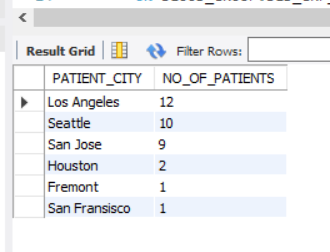 Result Grid Filter Rows:
PATIENT_CITY NO_OF_PATIENTS
Los Angeles 12
Seattle 10
San Jose 9
Houston 2
Fremont 1
San Fransisco 1